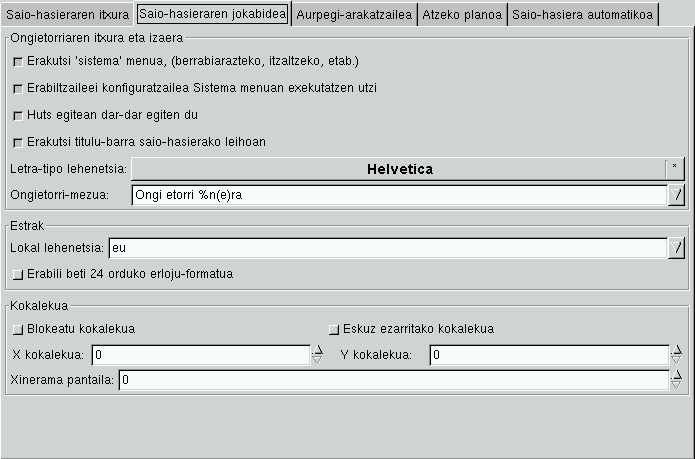 Saio-hasieraren itxura Saio-hasieraren jokabidea Aurpegi-arakatzailea Atzeko planoa Saio-hasiera automatikoa
Ongietorriaren itxura eta izaera
Erakutsi 'sistema' menua, (berrabiarazteko, itzaltzeko, etab.)
Erabiltzaileei konfiguratzailea Sistema menuan exekutatzen utzi
Huts egitean dar-dar egiten du
Erakutsi titulu-barra saio-hasierako leihoan
Letra-tipo lehenetsia: Helvetica
Ongietorri-mezua: Ongi etorri %n(e)ra
Estrak
Lokal lehenetsia: eu
Erabili beti 24 orduko erloju-formatua
Kokalekua
Blokeatu kokalekua Eskuz ezarritako kokalekua
X kokalekua: 0 Y kokalekua: 0
Xinerama pantaila: 0